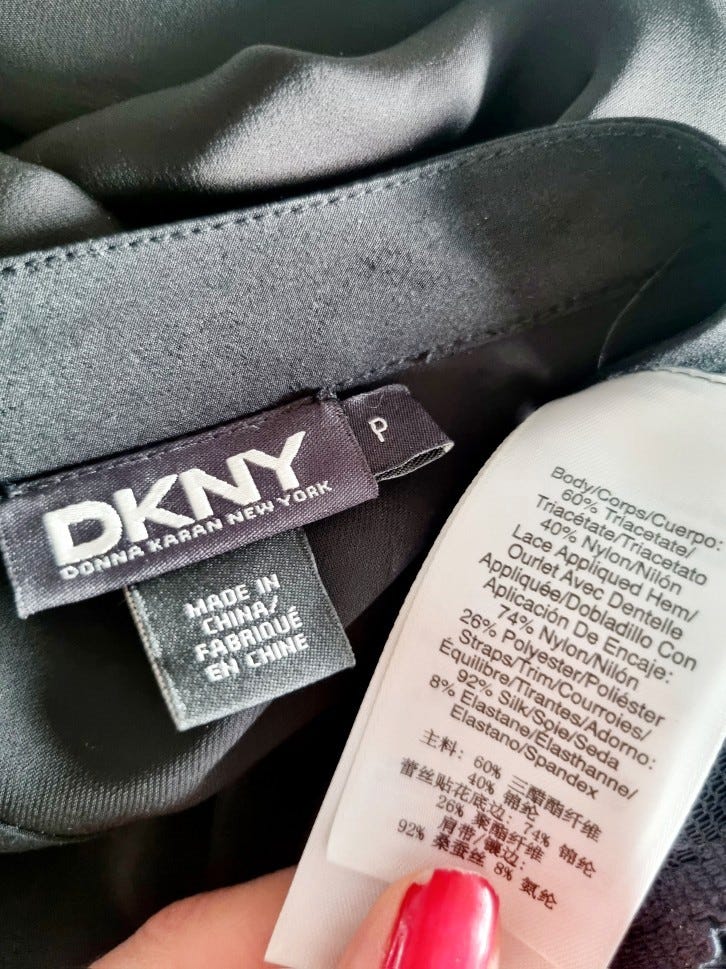 DKNY
DONNA KARAN NEW YORK
P
MADE IN
CHINA/
FABRIQUÉ
EN CHINE
Body/Corps/Cuerpo:
60% Triacetate/
Triacétate/Triacetato
40% Nylon/Nilón
Lace Appliqued Hem/
Ourlet Avec Dentelle
Appliquée/Dobladillo Con
Aplicación De Encaje:
74% Nylon/Nilón
26% Polyester/Poliéster
Straps/Trim/Courroies/
Équilibre/Tirantes/Adorno:
92% Silk/Soie/Seda
8% Elastane/Élasthanne/
Elastano/Spandex
主料: 60% 三醋酯纤维
40% 锦纶
蕾丝贴花底边: 74% 锦纶
26% 聚酯纤维
肩带/镶边:
92% 桑蚕丝 8% 氨纶